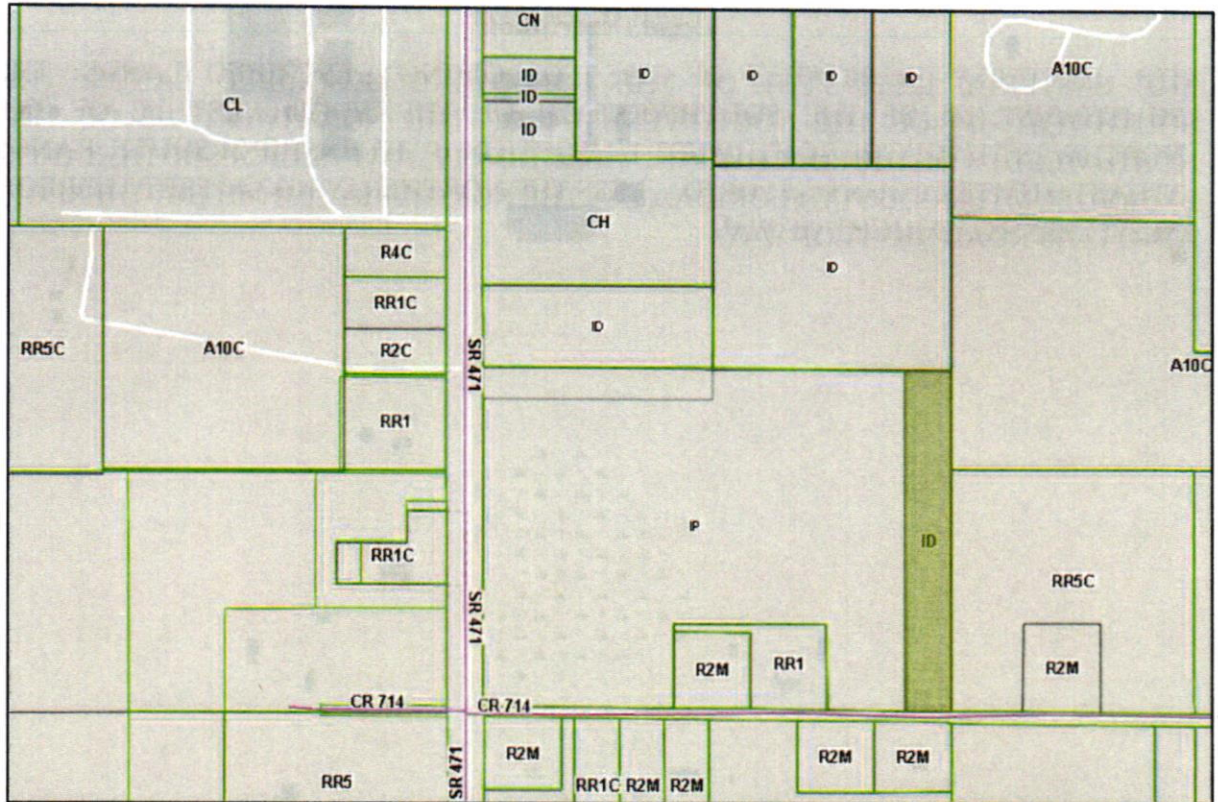 CN
ID
ID
ID
ID
ID
ID
ID
A10C
CL
CH
R4C
RR1C
R2C
RR5C
A10C
SR 471
ID
ID
A10C
RR1
IP
ID
RR1C
RR5C
SR 471
R2M
RR1
R2M
CR 714
CR 714
SR 471
R2M
RR1C
R2M
R2M
R2M
R2M
RR5